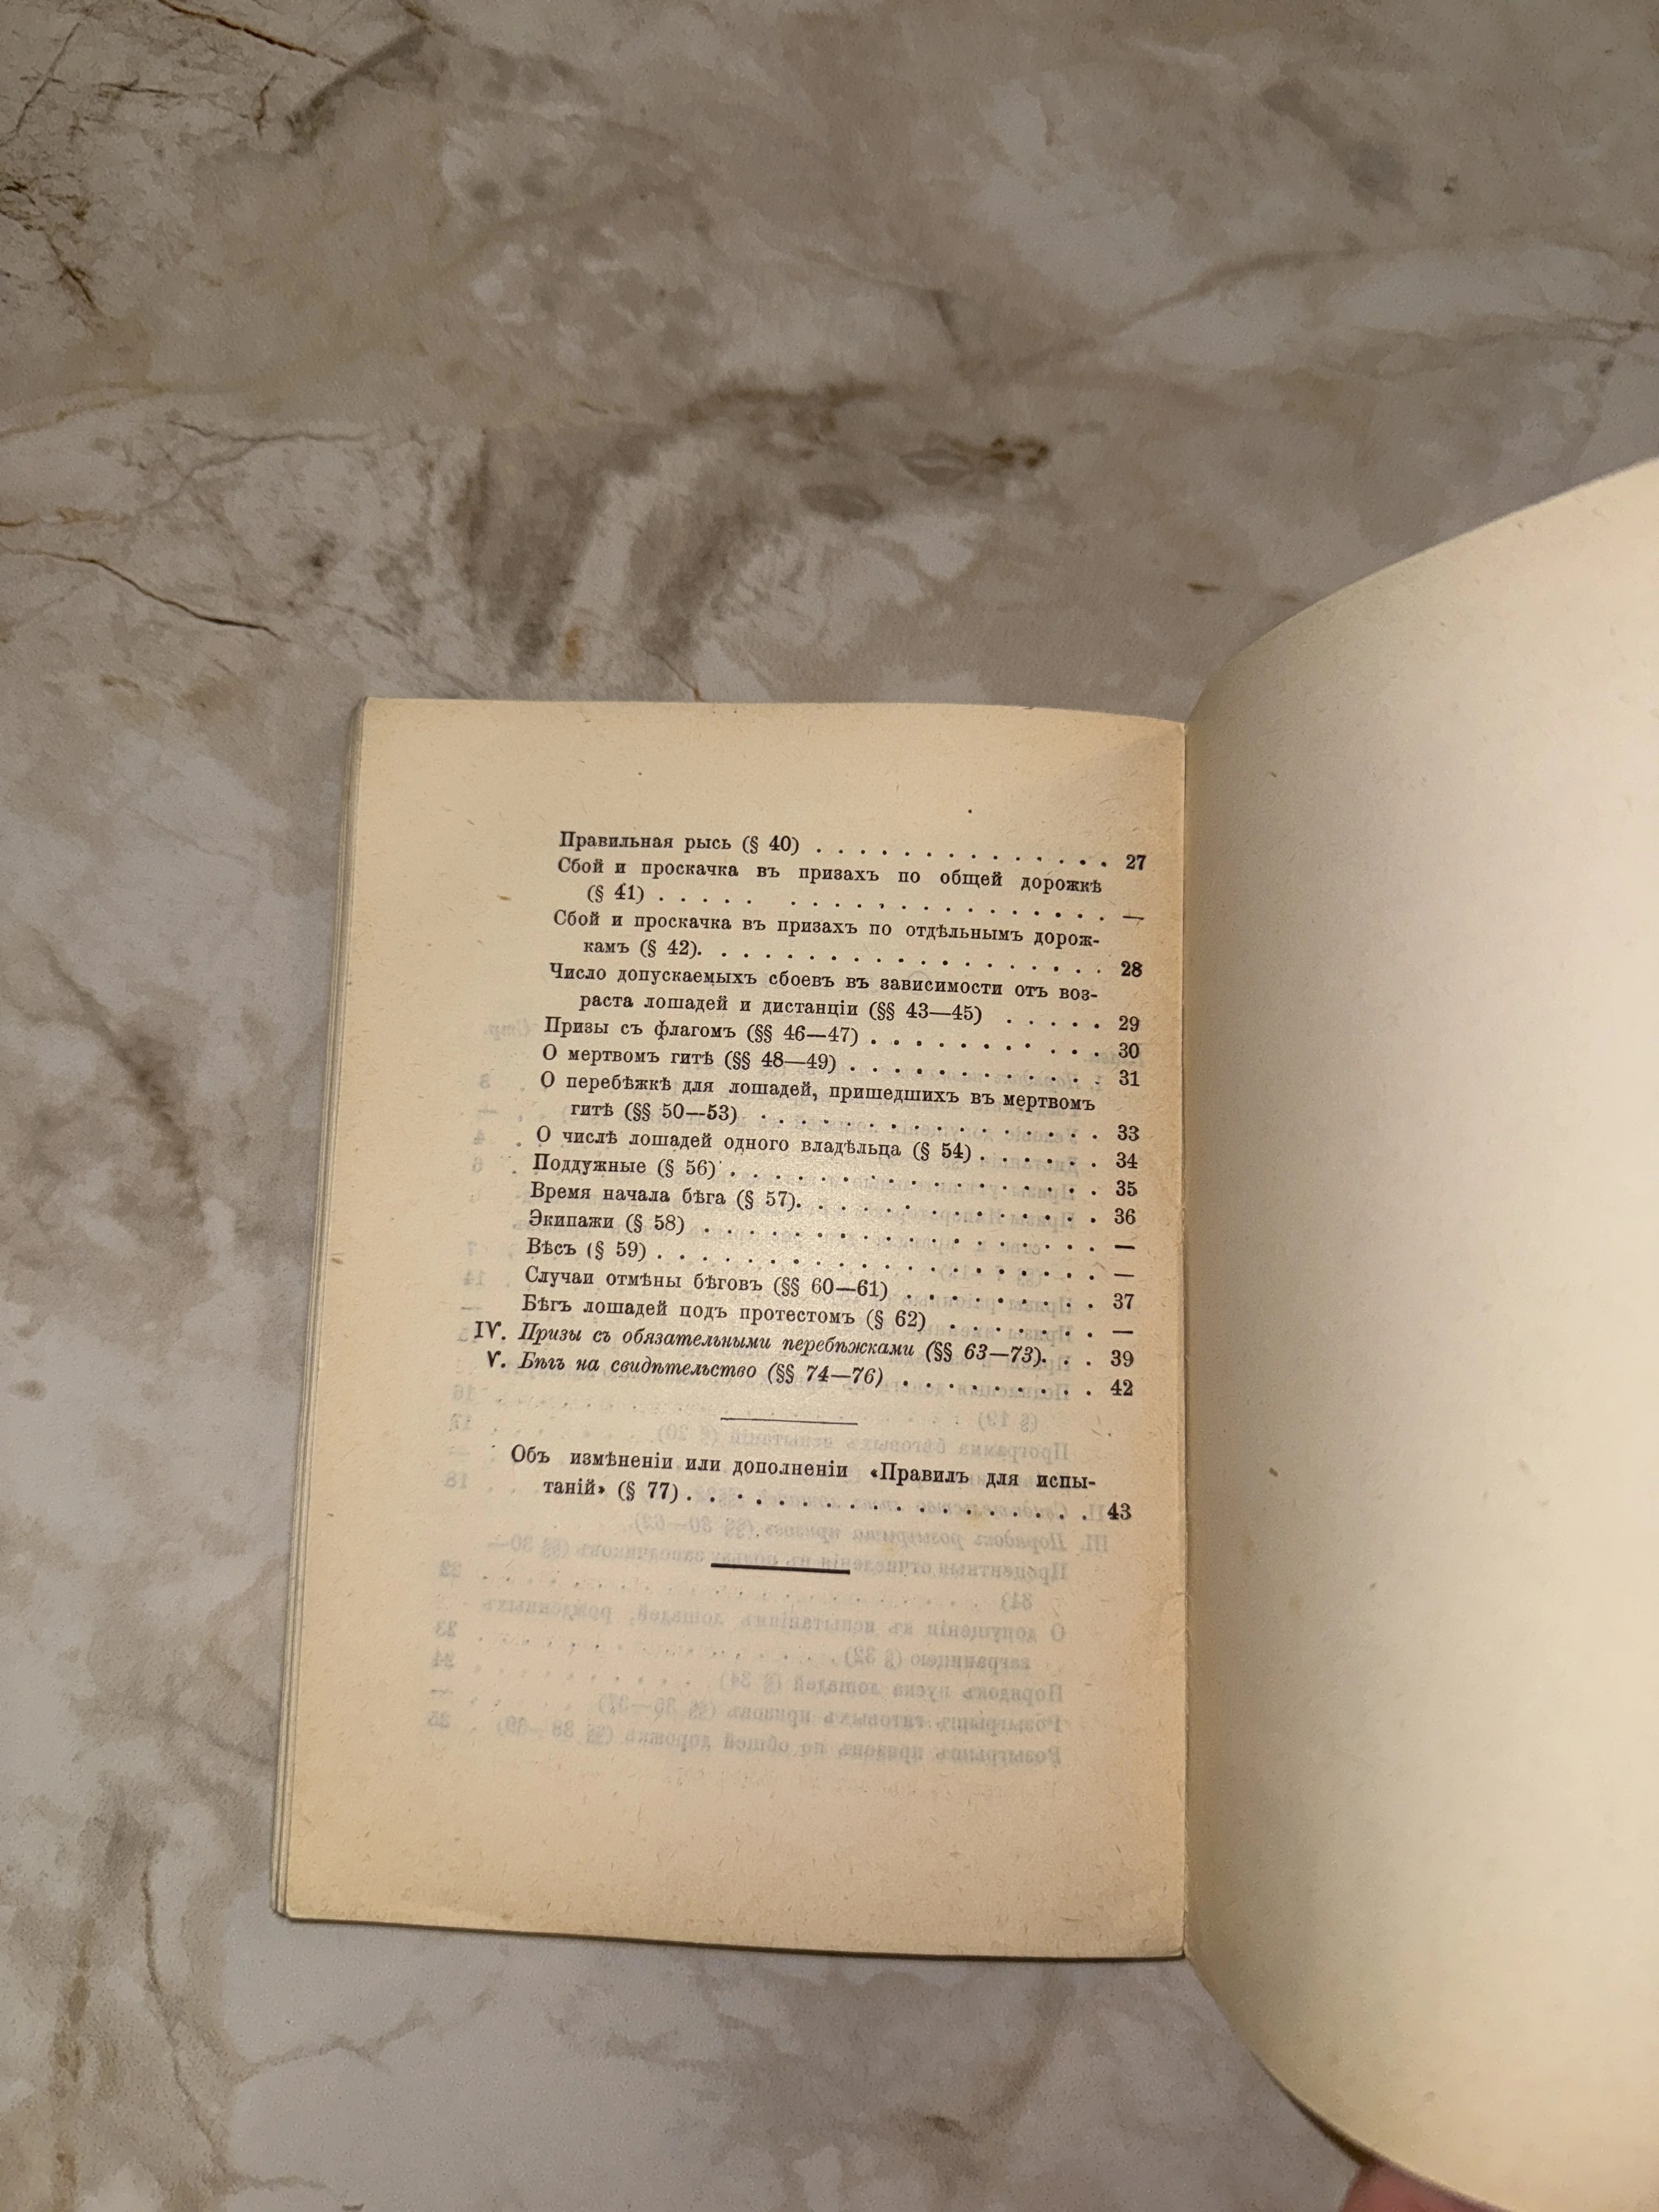 Правильная рысь (§ 40) . . . . . . . . . . . . . . 27
Сбой и проскачка въ призахъ по общей дорожкѣ
(§ 41) . . . . . . . . . . . . . . . . . . . . —
Сбой и проскачка въ призахъ по отдѣльнымъ дорож-
камъ (§ 42). . . . . . . . . . . . . . . . . . . 28
Число допускаемыхъ сбоевъ въ зависимости отъ воз-
раста лошадей и дистанціи (§§ 43—45) . . . . . 29
Призы съ флагомъ (§§ 46—47) . . . . . . . . . . . 30
О мертвомъ гитѣ (§§ 48—49) . . . . . . . . . . . . 31
О перебѣжкѣ для лошадей, пришедшихъ въ мертвомъ
гитѣ (§§ 50—53) . . . . . . . . . . . . . . . . 33
О числѣ лошадей одного владѣльца (§ 54) . . . . . . 34
Поддужные (§ 56) . . . . . . . . . . . . . . . . . 35
Время начала бѣга (§ 57). . . . . . . . . . . . . . 36
Экипажи (§ 58) . . . . . . . . . . . . . . . . . . —
Вѣсъ (§ 59) . . . . . . . . . . . . . . . . . . . . —
Случаи отмѣны бѣговъ (§§ 60—61) . . . . . . . . . 37
Бѣгъ лошадей подъ протестомъ (§ 62) . . . . . . . —
IV. Призы съ обязательными перебѣжками (§§ 63—73). . . 39
V. Бѣгъ на свидѣтельство (§§ 74—76) . . . . . . . . . 42
Объ измѣненіи или дополненіи «Правилъ для испы-
таній» (§ 77) . . . . . . . . . . . . . . . . . . . 43